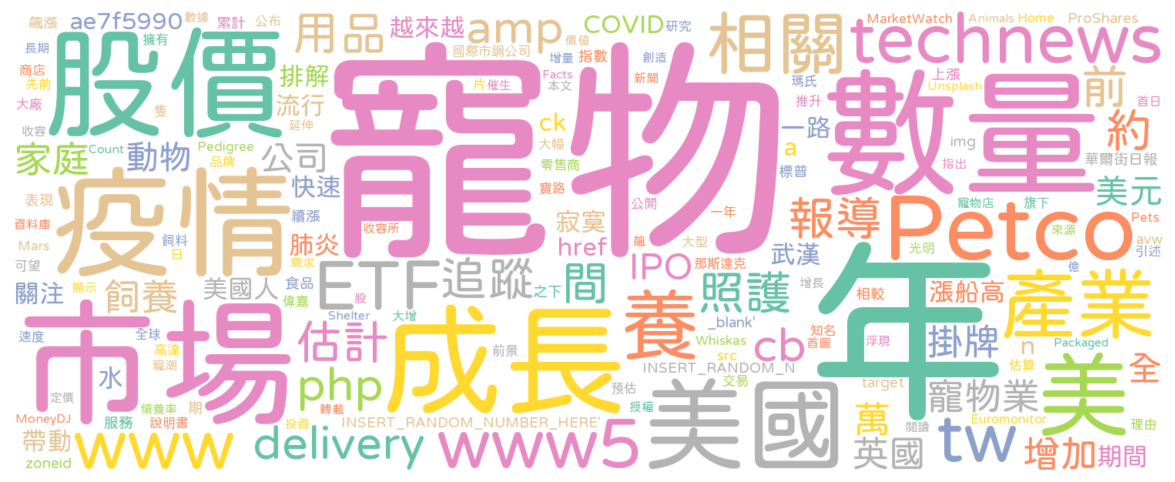 飆漲 ae7f5990 數據 累計 公布 用品 越來越 amp COVID 研究 相關 MarketWatch Animals Home ProShares
長期 股價 擁有 國際市調公司 價值 technews
商店 先前 排解 寵物 增量 指數 創造 數量 上漲 Unsplash 前
大廠 隻 流行 片 催生 Facts 本文 新聞 瑪氏 推升 首日
收容 延伸 ck 大幅 一路 約
家庭 Count 動物 Pedigree 品牌 公司 零售商 a img 華爾街日報
表現 疫情 快速 寶路 標普 指出 美元
資料庫 續漲 收容所 寂寞 公開 一年 報導 Petco 寵物店 旗下 Pets
Mars 飼料 日 肺炎 需求 href 飆 大型 武漢 光明 來源 avw 引述
可望 ETF 追蹤 IPO 那斯達克 年 億
關注 顯示 飼養 美國人 食品 偉嘉 之下 間 照護 增長 相較 漲船高 產業
市場 股 Shelter 大增 成長 養 _blank' 知名 首圖 浮現 掛牌
速度 全球 估計 前景 Whiskas cb n 估算 Packaged
高達 寵潮 src INSERT_RANDOM_N 全
水 php 預估 交易 target 寵物業 美
定價 領養率 期 轉載 授權 美國 萬 理由
MoneyDJ 服務 說明書 投資 INSERT_RANDOM_NUMBER_HERE' 閱讀 Euromonitor
帶動 zoneid www delivery www5 英國 tw 增加 期間